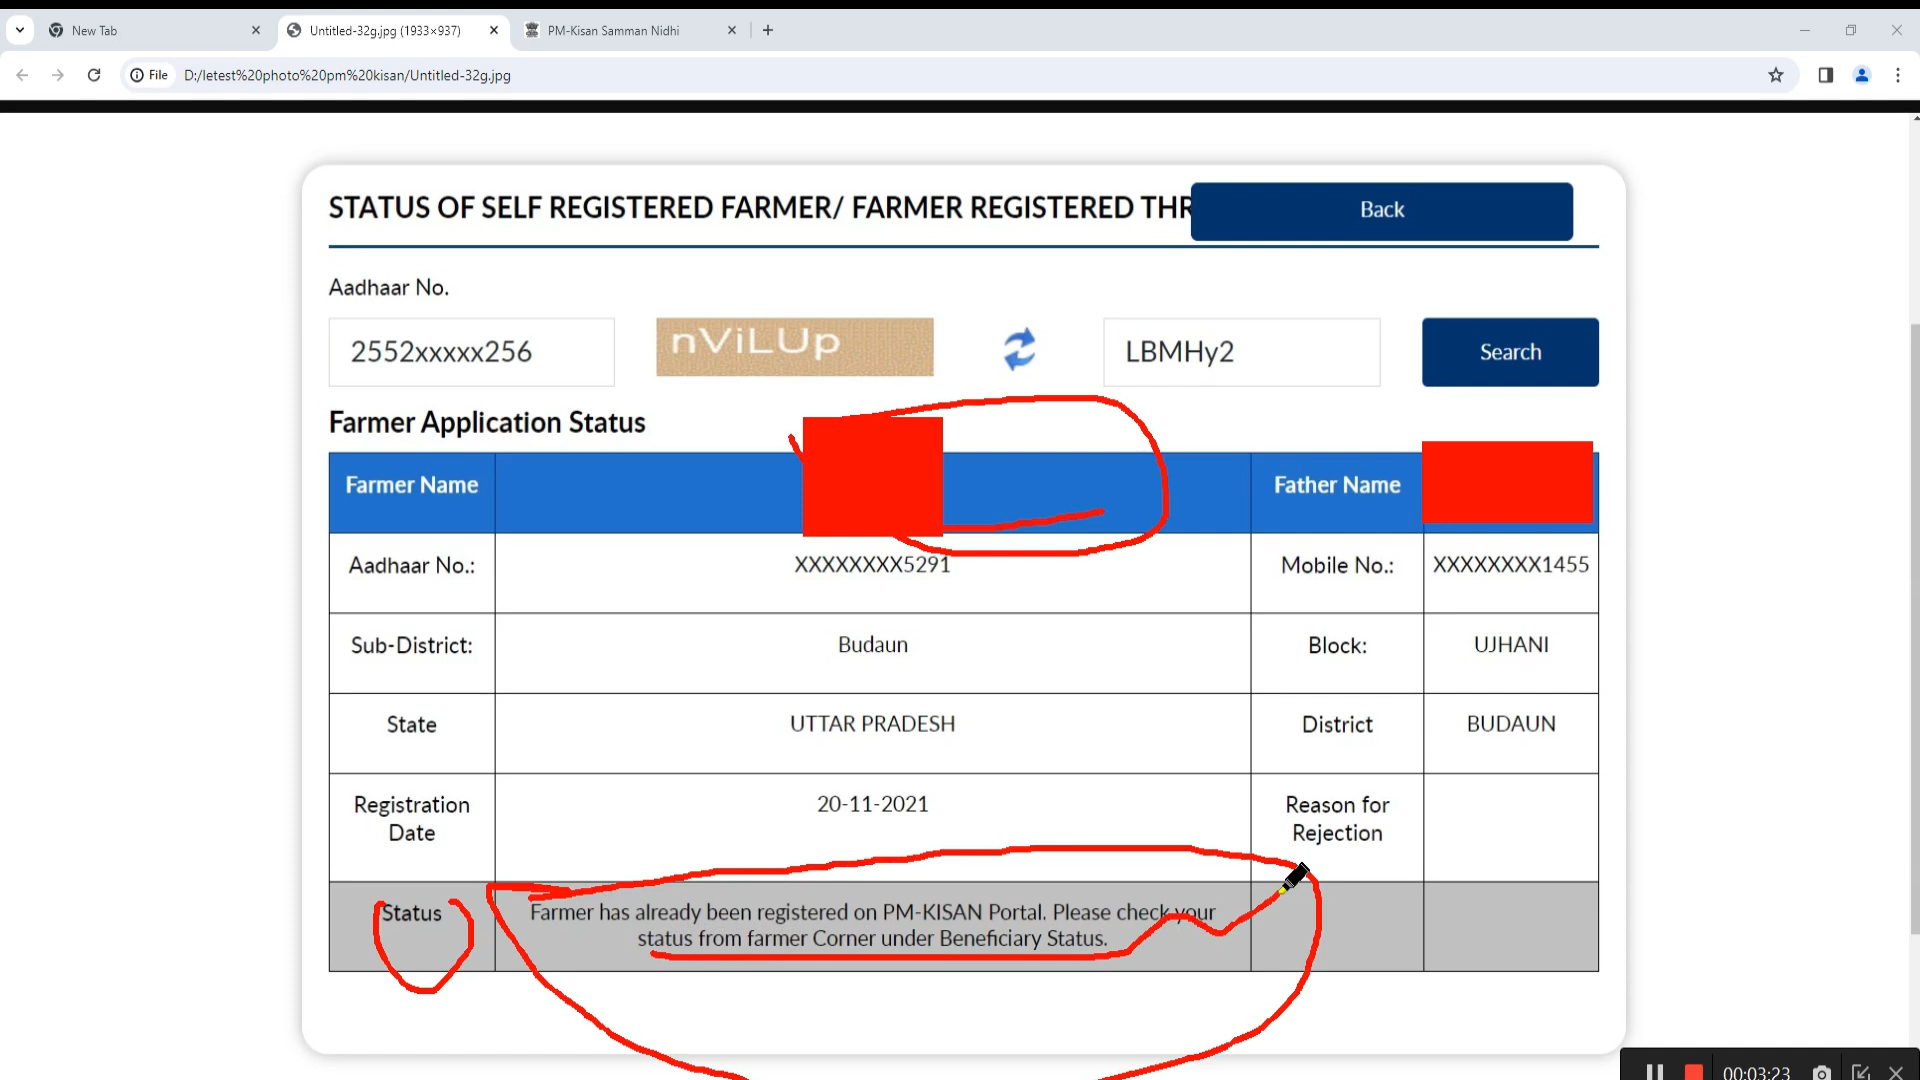 New Tab
Untitled-32g.jpg (1933×937)
PM-Kisan Samman Nidhi
File
D:/letest%20photo%20pm%20kisan/Untitled-32g.jpg
STATUS OF SELF REGISTERED FARMER/ FARMER REGISTERED THR
Back
Aadhaar No.
2552xxxxx256
nViLUp
LBMHy2
Search
Farmer Application Status
Farmer Name
Father Name
Aadhaar No.:
XXXXXXXX5291
Mobile No.:
XXXXXXXX1455
Sub-District:
Budaun
Block:
UJHANI
State
UTTAR PRADESH
District
BUDAUN
Registration
Date
20-11-2021
Reason for
Rejection
Status
Farmer has already been registered on PM-KISAN Portal. Please check your
status from farmer Corner under Beneficiary Status.
00:03:23